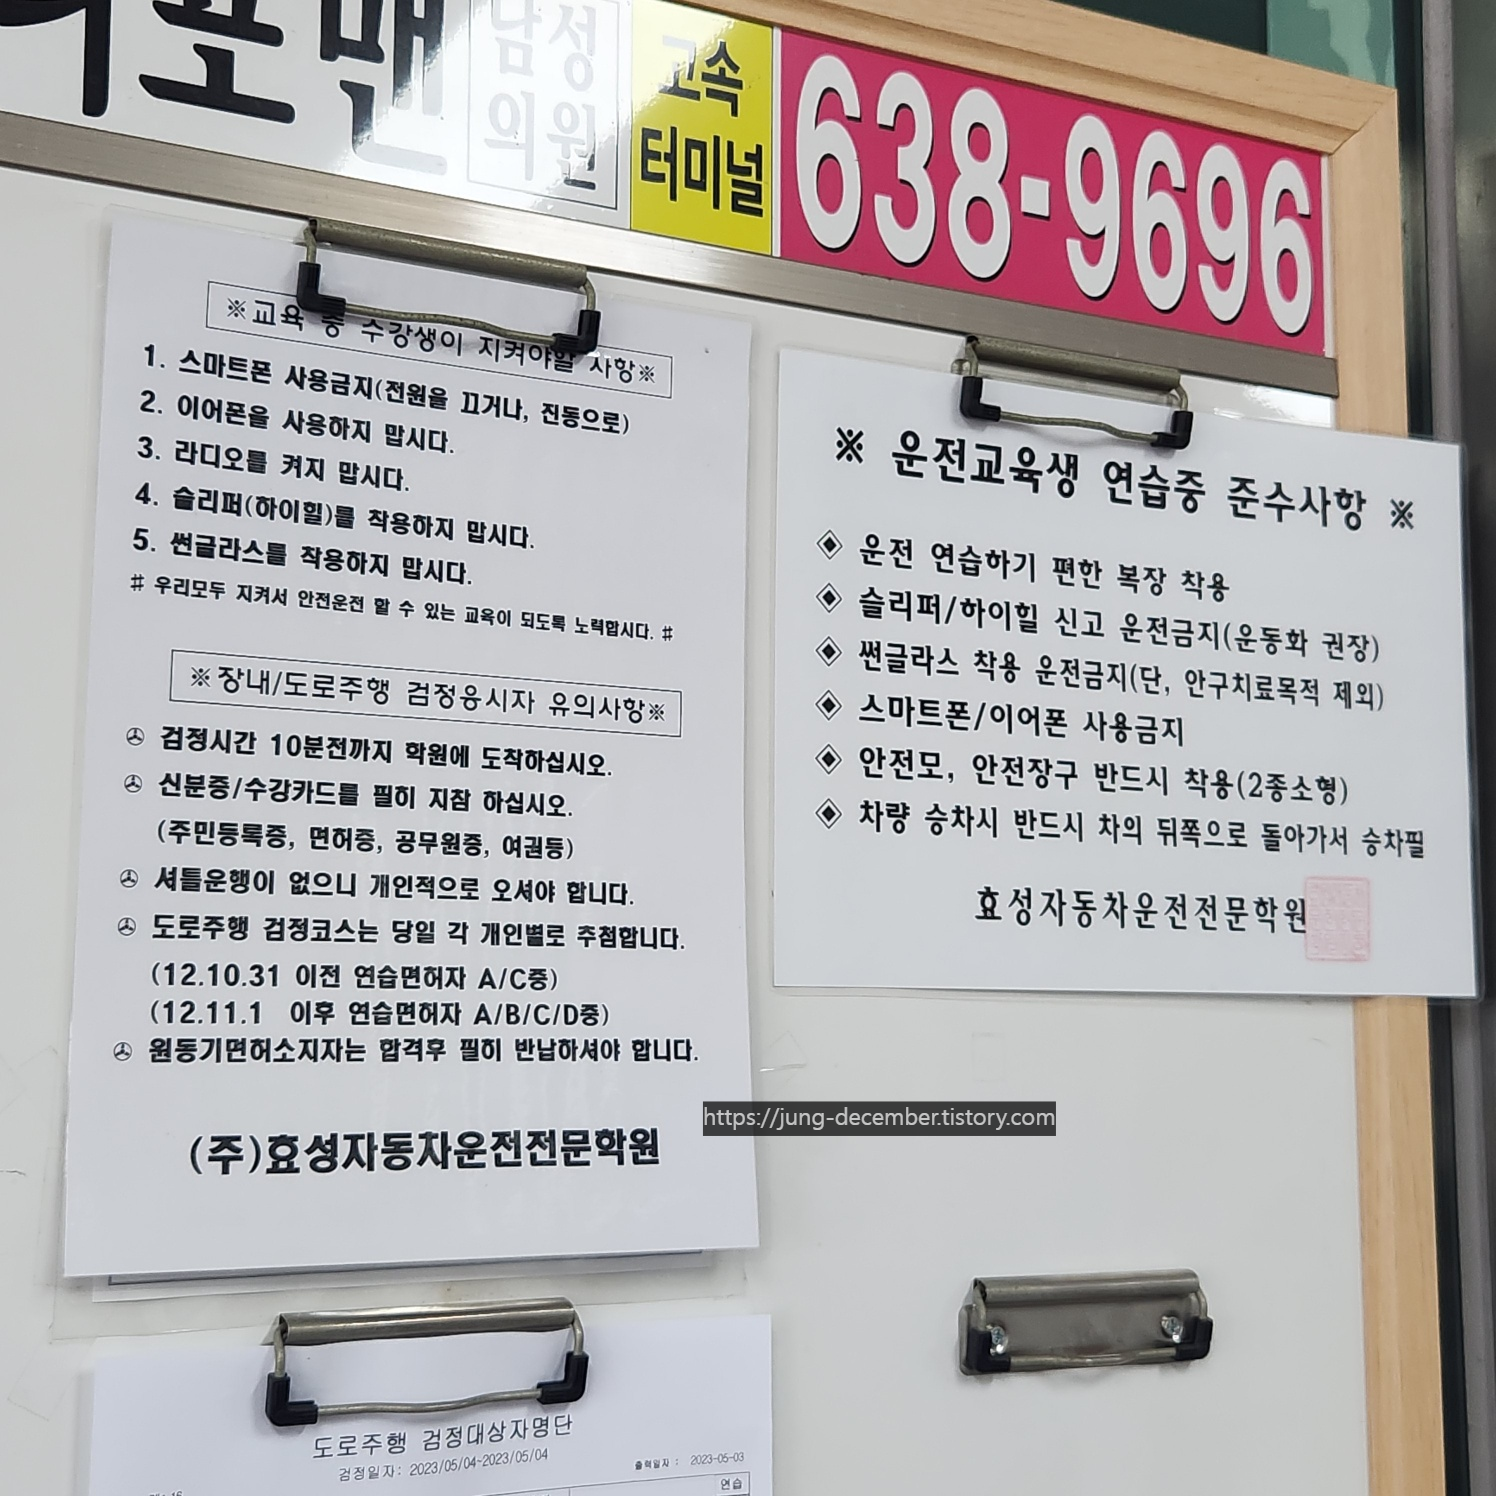 맨
남성
의원
고속
터미널
638-9696
※교육 중 수강생이 지켜야할 사항※
1. 스마트폰 사용금지(전원을 끄거나, 진동으로)
2. 이어폰을 사용하지 맙시다.
3. 라디오를 켜지 맙시다.
4. 슬리퍼(하이힐)를 착용하지 맙시다.
5. 썬글라스를 착용하지 맙시다.
# 우리모두 지켜서 안전운전 할 수 있는 교육이 되도록 노력합시다. #
※장내/도로주행 검정응시자 유의사항※
검정시간 10분전까지 학원에 도착하십시오.
신분증/수강카드를 필히 지참 하십시오.
(주민등록증, 면허증, 공무원증, 여권등)
셔틀운행이 없으니 개인적으로 오셔야 합니다.
도로주행 검정코스는 당일 각 개인별로 추첨합니다.
(12.10.31 이전 연습면허자 A/C중)
(12.11.1 이후 연습면허자 A/B/C/D중)
원동기면허소지자는 합격후 필히 반납하셔야 합니다.
(주)효성자동차운전전문학원
※ 운전교육생 연습중 준수사항 ※
◈ 운전 연습하기 편한 복장 착용
◈ 슬리퍼/하이힐 신고 운전금지(운동화 권장)
◈ 썬글라스 착용 운전금지(단, 안구치료목적 제외)
◈ 스마트폰/이어폰 사용금지
◈ 안전모, 안전장구 반드시 착용(2종소형)
◈ 차량 승차시 반드시 차의 뒤쪽으로 돌아가서 승차필
효성자동차운전전문학원
https://jung-december.tistory.com
도로주행 검정대상자명단
검정일자: 2023/05/04~2023/05/04
출력일자 : 2023-05-03
연습